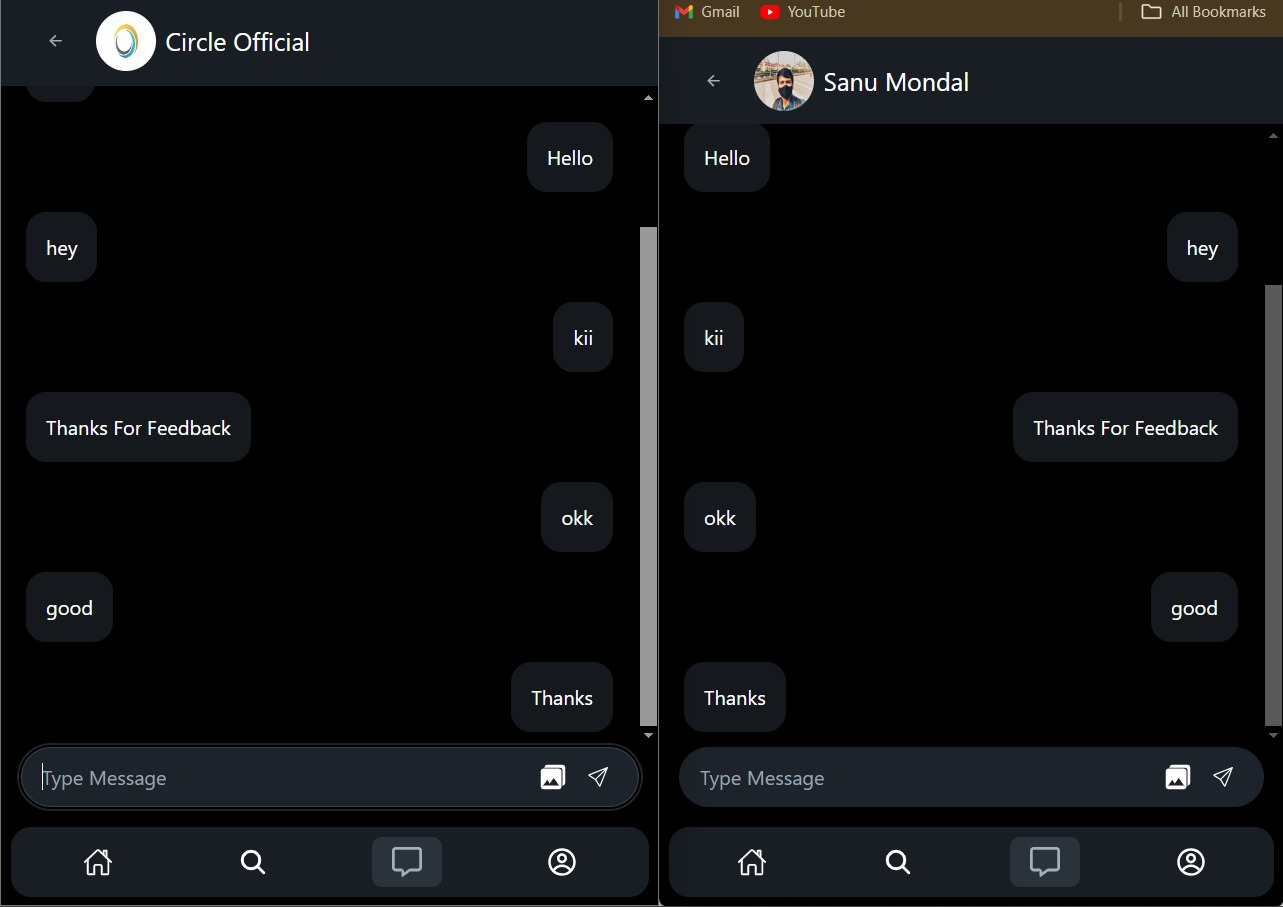 Circle Official
Hello
hey
kii
Thanks For Feedback
okk
good
Thanks
Type Message
Gmail
YouTube
All Bookmarks
Sanu Mondal
Hello
hey
kii
Thanks For Feedback
okk
good
Thanks
Type Message